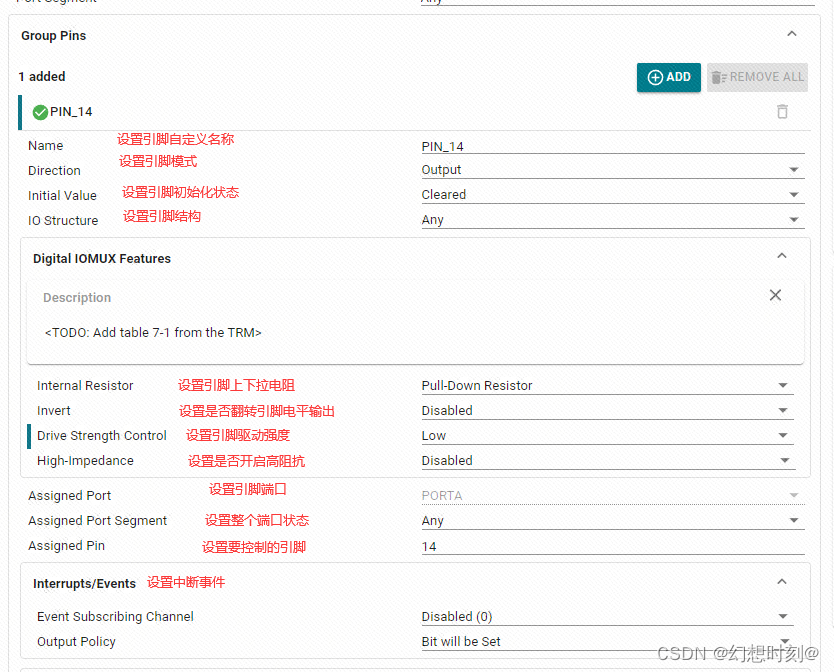 Group Pins
1 added
ADD REMOVE ALL
PIN_14
Name 设置引脚自定义名称 PIN_14
Direction 设置引脚模式 Output
Initial Value 设置引脚初始化状态 Cleared
IO Structure 设置引脚结构 Any
Digital IOMUX Features
Description
<TODO: Add table 7-1 from the TRM>
Internal Resistor 设置引脚上下拉电阻 Pull-Down Resistor
Invert 设置是否翻转引脚电平输出 Disabled
Drive Strength Control 设置引脚驱动强度 Low
High-Impedance 设置是否开启高阻抗 Disabled
Assigned Port 设置引脚端口 PORTA
Assigned Port Segment 设置整个端口状态 Any
Assigned Pin 设置要控制的引脚 14
Interrupts/Events 设置中断事件
Event Subscribing Channel Disabled (0)
Output Policy Bit will be Set
CSDN @幻想时刻@